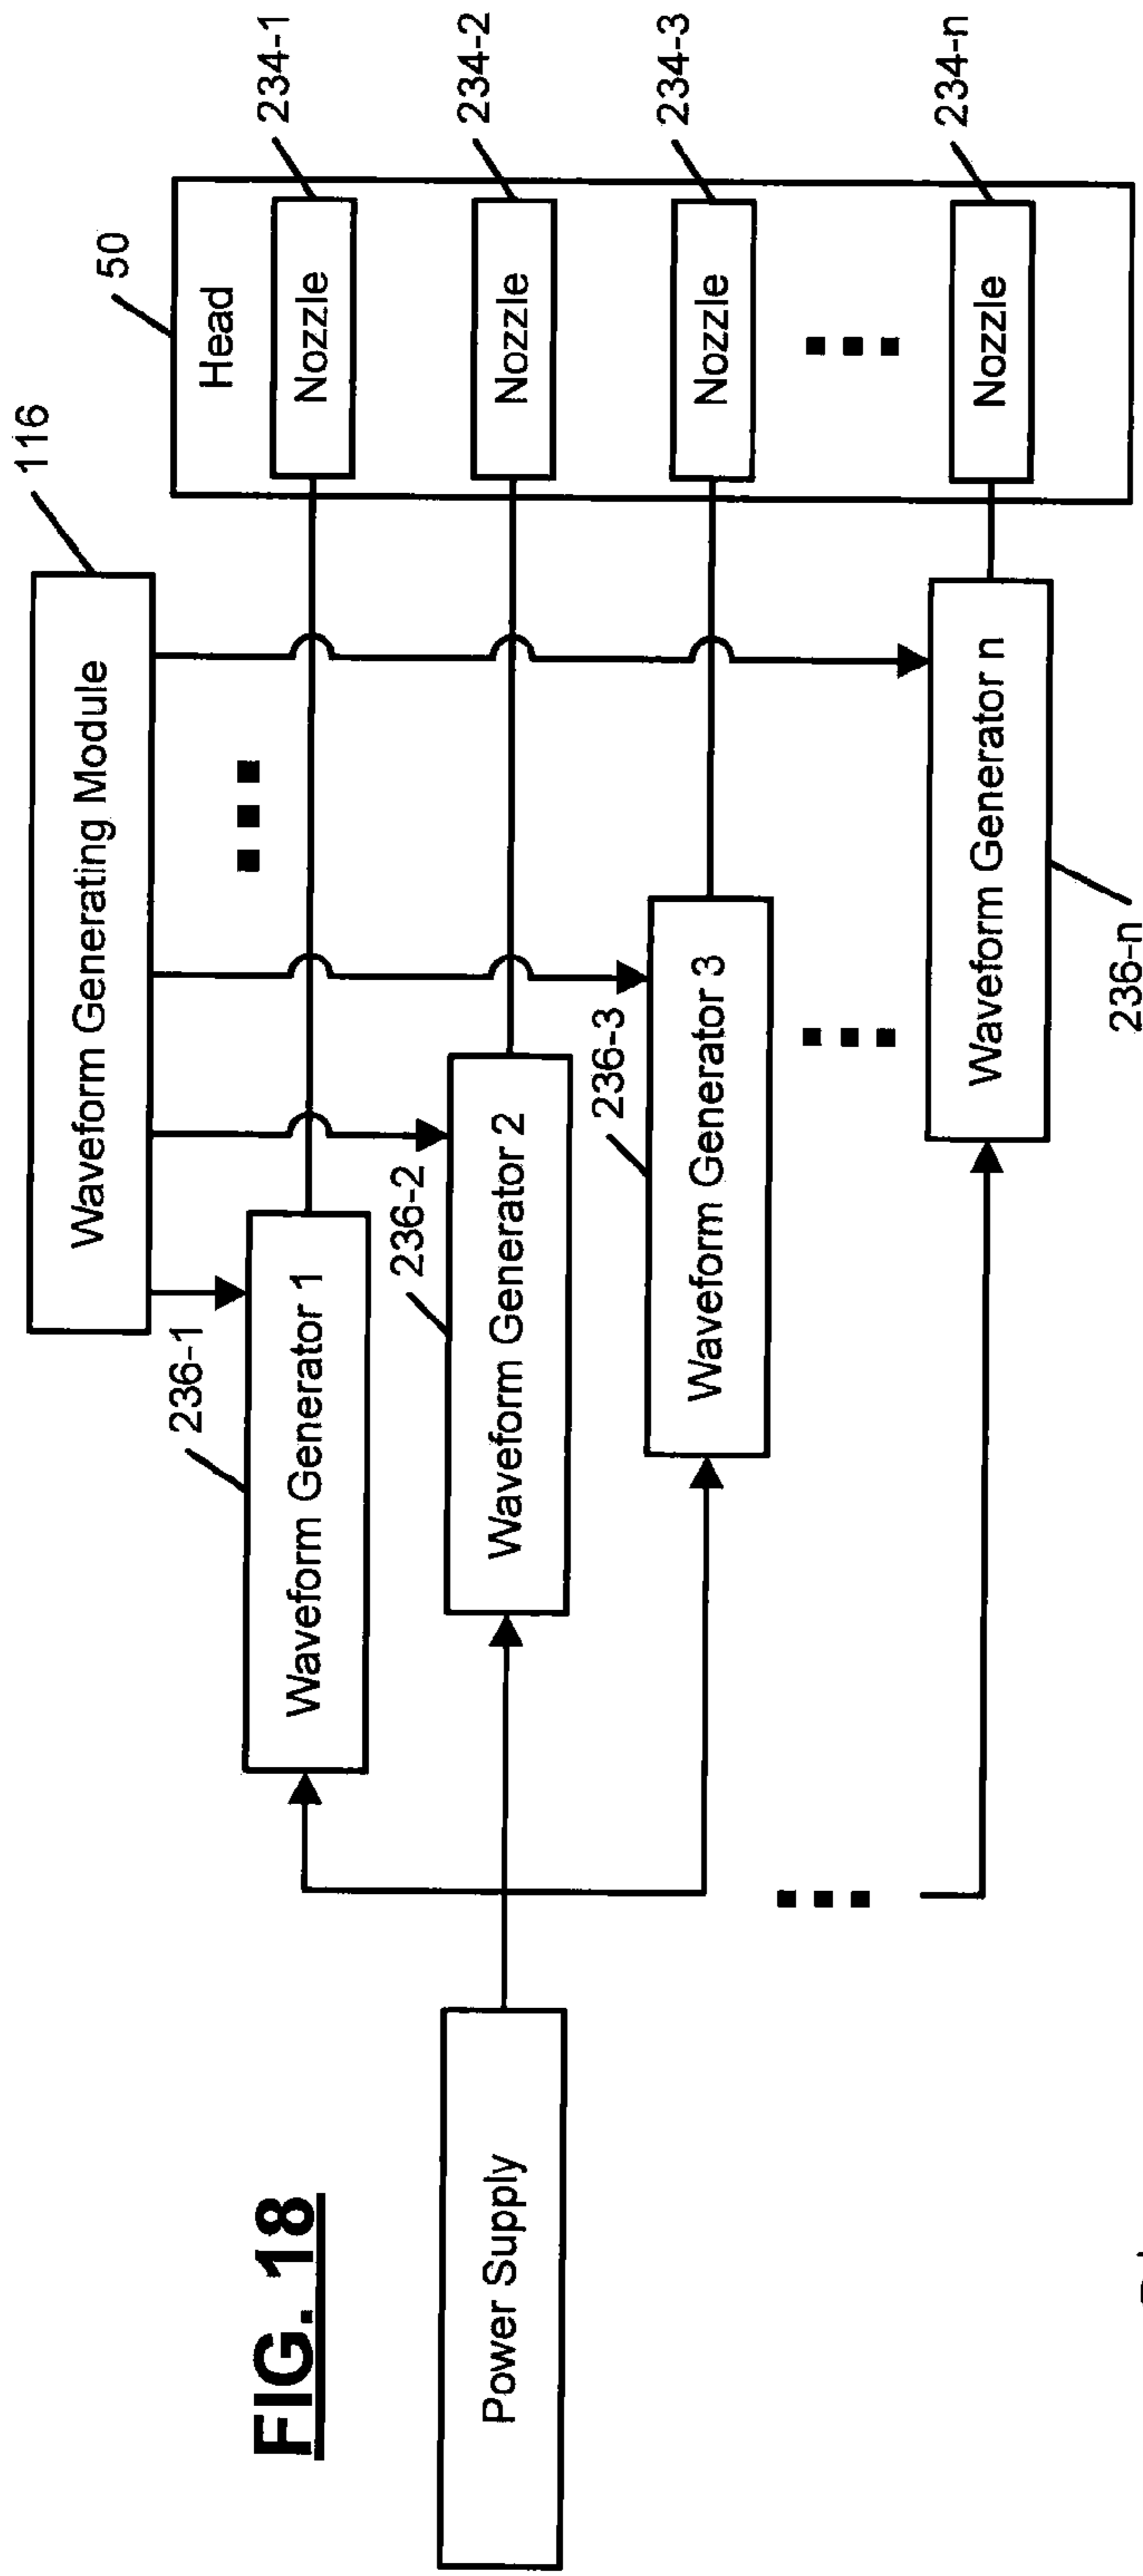 FIG. 18
Waveform Generating Module
116
50
Head
236-1
Waveform Generator 1
Nozzle
234-1
Power Supply
236-2
Waveform Generator 2
Nozzle
234-2
236-3
Waveform Generator 3
Nozzle
234-3
Waveform Generator n
236-n
Nozzle
234-n